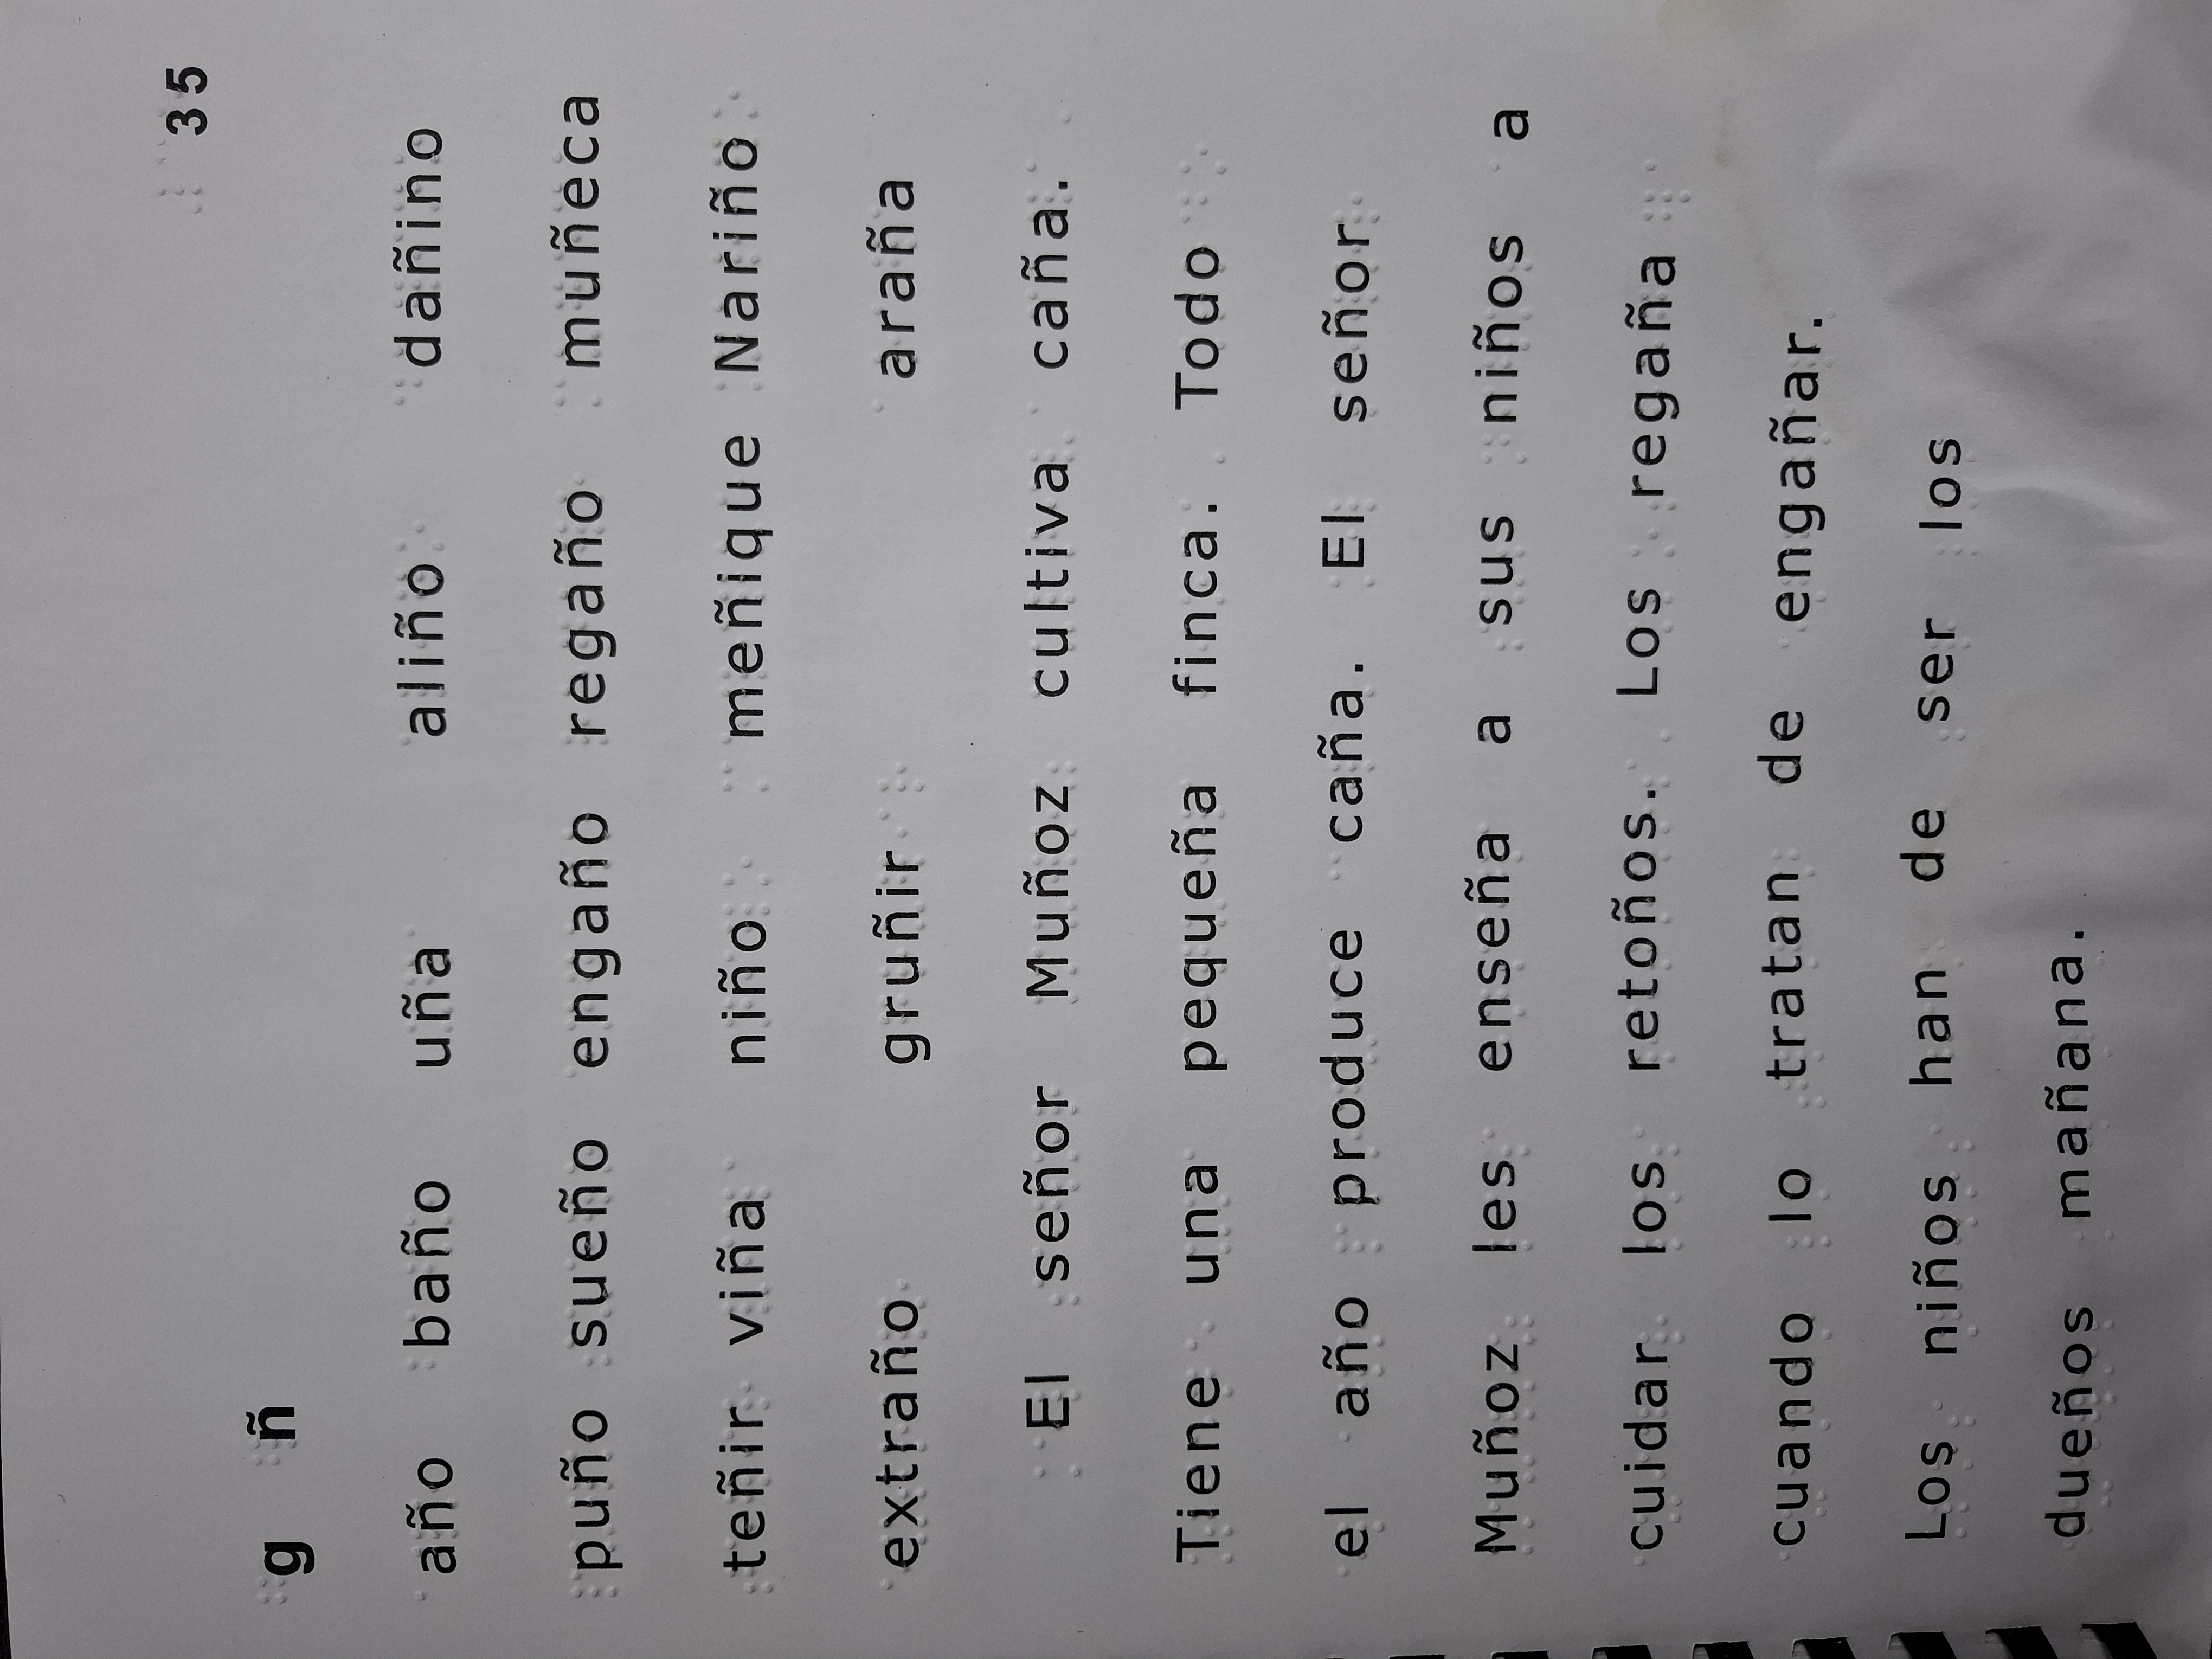 35
g ñ
año baño uña aliño dañino
puño sueño engaño regaño muñeca
teñir viña niño meñique Nariño
extraño gruñir araña
El señor Muñoz cultiva caña.
Tiene una pequeña finca. Todo
el año produce caña. El señor
Muñoz les enseña a sus niños a
cuidar los retoños. Los regaña
cuando lo tratan de engañar.
Los niños han de ser los
dueños mañana.